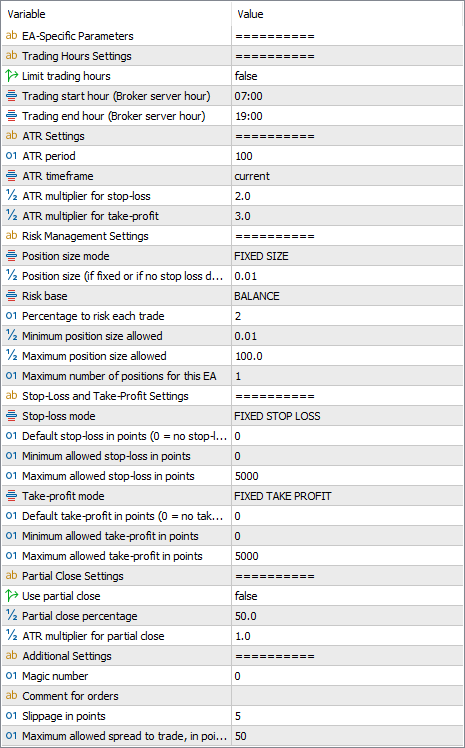 Variable Value
ab EA-Specific Parameters ==========
ab Trading Hours Settings ==========
Limit trading hours false
Trading start hour (Broker server hour) 07:00
Trading end hour (Broker server hour) 19:00
ab ATR Settings ==========
01 ATR period 100
ATR timeframe current
½ ATR multiplier for stop-loss 2.0
½ ATR multiplier for take-profit 3.0
ab Risk Management Settings ==========
Position size mode FIXED SIZE
½ Position size (if fixed or if no stop loss d... 0.01
Risk base BALANCE
01 Percentage to risk each trade 2
½ Minimum position size allowed 0.01
½ Maximum position size allowed 100.0
01 Maximum number of positions for this EA 1
ab Stop-Loss and Take-Profit Settings ==========
Stop-loss mode FIXED STOP LOSS
01 Default stop-loss in points (0 = no stop-l... 0
01 Minimum allowed stop-loss in points 0
01 Maximum allowed stop-loss in points 5000
Take-profit mode FIXED TAKE PROFIT
01 Default take-profit in points (0 = no tak... 0
01 Minimum allowed take-profit in points 0
01 Maximum allowed take-profit in points 5000
ab Partial Close Settings ==========
Use partial close false
½ Partial close percentage 50.0
½ ATR multiplier for partial close 1.0
ab Additional Settings ==========
01 Magic number 0
ab Comment for orders
01 Slippage in points 5
01 Maximum allowed spread to trade, in poi... 50